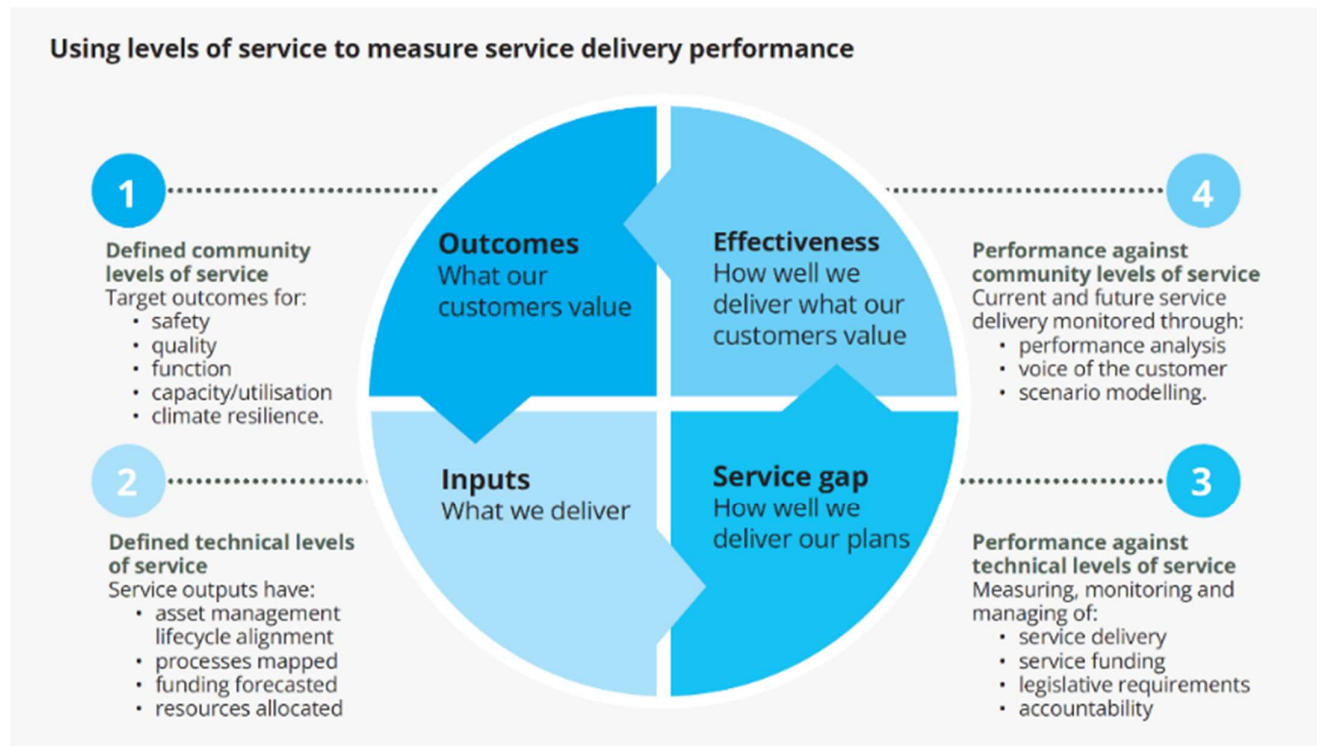 Using levels of service to measure service delivery performance
1
Defined community
levels of service
Target outcomes for:
• safety
• quality
• function
• capacity/utilisation
• climate resilience.
Outcomes
What our
customers value
Effectiveness
How well we
deliver what our
customers value
4
Performance against
community levels of service
Current and future service
delivery monitored through:
• performance analysis
• voice of the customer
• scenario modelling.
2
Defined technical levels
of service
Service outputs have:
• asset management
lifecycle alignment
• processes mapped
• funding forecasted
• resources allocated
Inputs
What we deliver
Service gap
How well we
deliver our plans
3
Performance against
technical levels of service
Measuring, monitoring and
managing of:
• service delivery
• service funding
• legislative requirements
• accountability